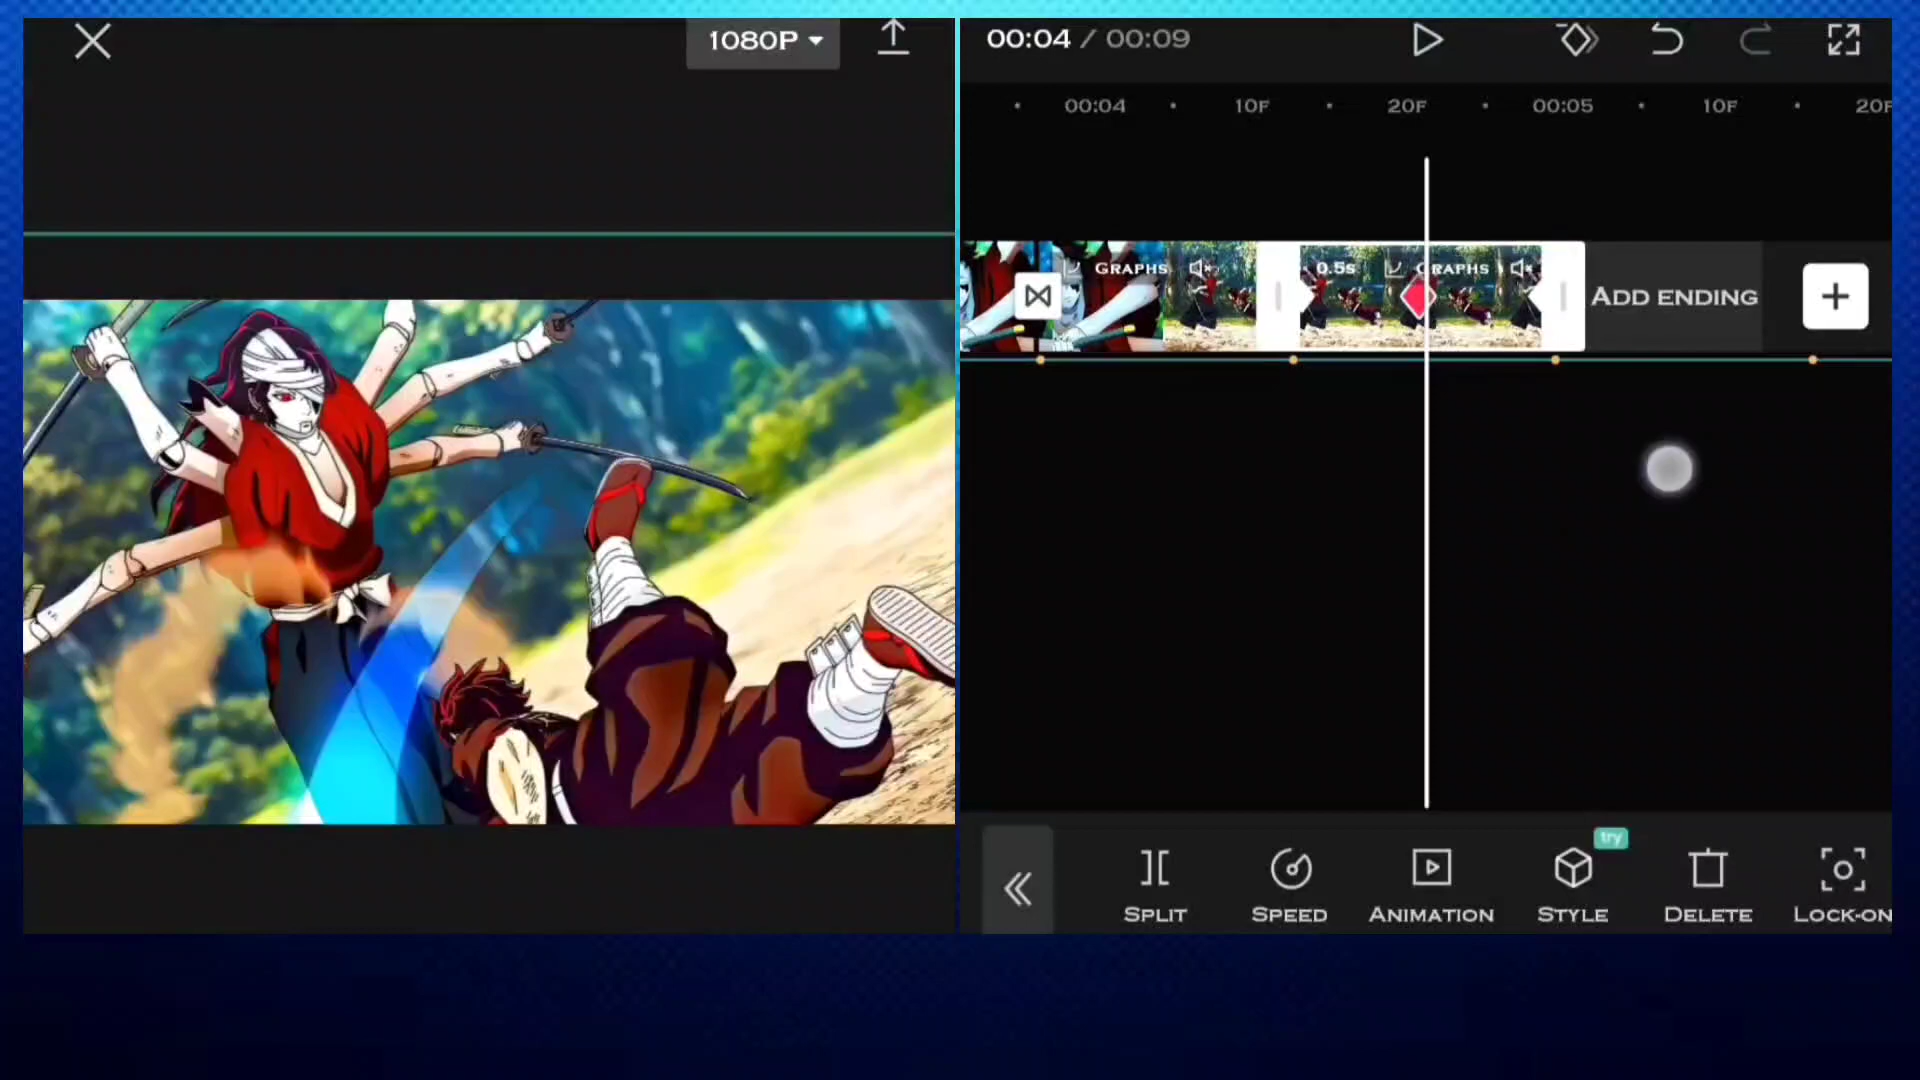 1080P
00:04 / 00:09
00:04 10F 20F 00:05 10F 20F
GRAPHS 0.5s GRAPHS
ADD ENDING
try
SPLIT SPEED ANIMATION STYLE DELETE LOCK-ON